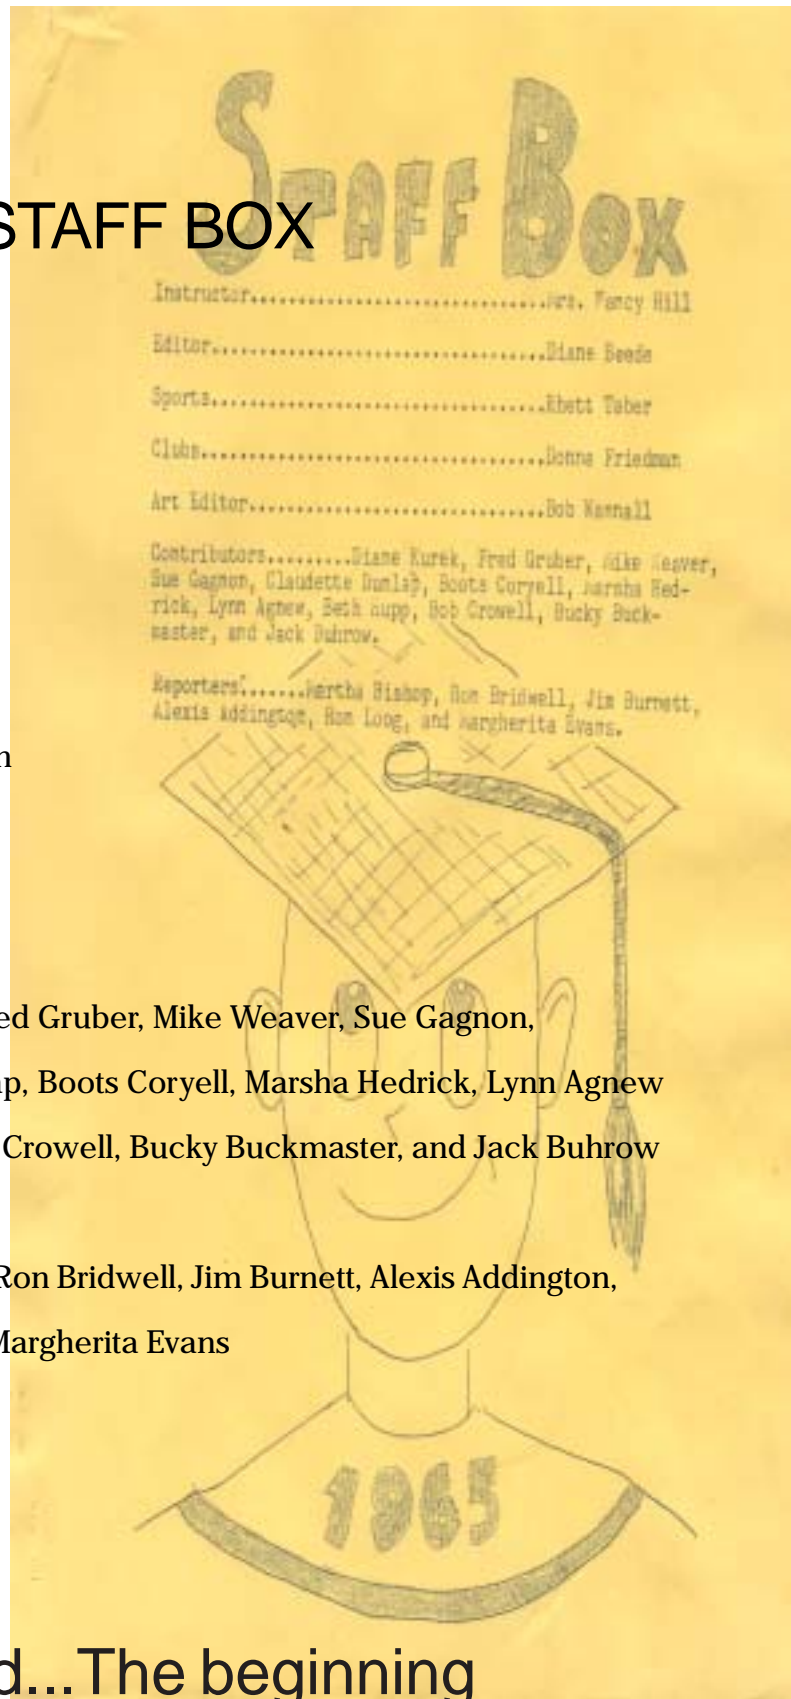 STAFF BOX
STAFF BOX
Instructor...............................Mrs. Nancy Hill
Editor...................................Diane Beede
Sports...................................Rhett Taber
Clubs....................................Donna Friedman
Art Editor...............................Bob
Contributors.........Diane Kurek, Fred Gruber, Mike Weaver,
Sue Gagnon, Claudette Dunlap, Boots Coryell, Marsha Hed-
rick, Lynn Agnew, Beth Rupp, Bob Crowell, Bucky Buck-
master, and Jack Buhrow.
Reporters.......Martha Bishop, Ron Bridwell, Jim Burnett,
Alexis Addington, Ron Loog, and Margherita Evans.
n
ed Gruber, Mike Weaver, Sue Gagnon,
p, Boots Coryell, Marsha Hedrick, Lynn Agnew
Crowell, Bucky Buckmaster, and Jack Buhrow
Ron Bridwell, Jim Burnett, Alexis Addington,
Margherita Evans
1965
d...The beginning